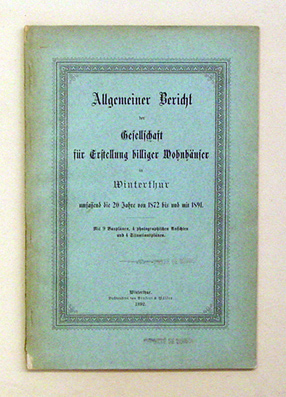 Allgemeiner Bericht
der
Gesellschaft
für Erstellung billiger Wohnhäuser
in
Winterthur
umfassend die 20 Jahre von 1872 bis und mit 1891.
Mit 9 Bauplänen, 4 photographischen Ansichten
und 4 Situationsplänen.
Winterthur.
1892.